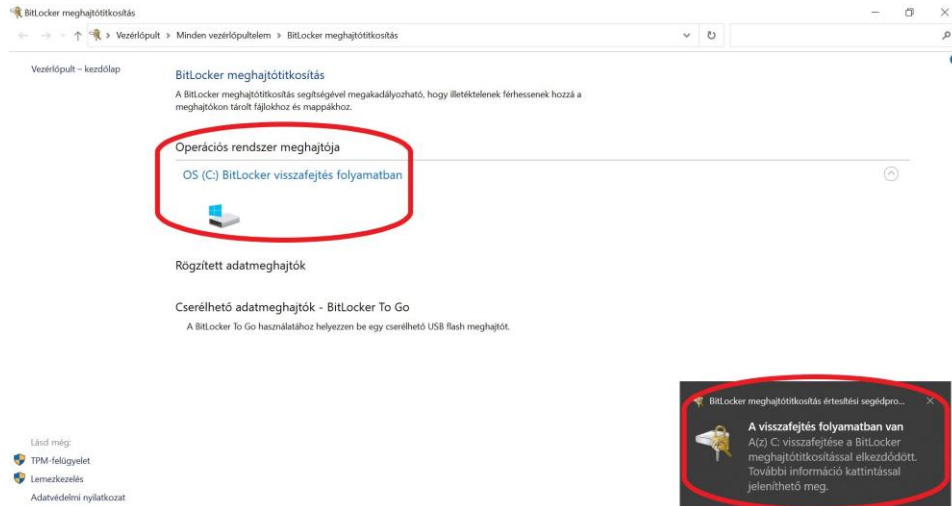 BitLocker meghajtótitkosítás
Vezérlőpult > Minden vezérlőpultelem > BitLocker meghajtótitkosítás
Vezérlőpult – kezdőlap
BitLocker meghajtótitkosítás
A BitLocker meghajtótitkosítás segítségével megakadályozható, hogy illetéktelenek férhessenek hozzá a
meghajtókon tárolt fájlokhoz és mappákhoz.
Operációs rendszer meghajtója
OS (C:) BitLocker visszafejtés folyamatban
Rögzített adatmeghajtók
Cserélhető adatmeghajtók - BitLocker To Go
A BitLocker To Go használatához helyezzen be egy cserélhető USB flash meghajtót.
Lásd még:
TPM-felügyelet
Lemezkezelés
Adatvédelmi nyilatkozat
BitLocker meghajtótitkosítás értesítési segédpro...
A visszafejtés folyamatban van
A(z) C: visszafejtése a BitLocker
meghajtótitkosítással elkezdődött.
További információ kattintással
jeleníthető meg.